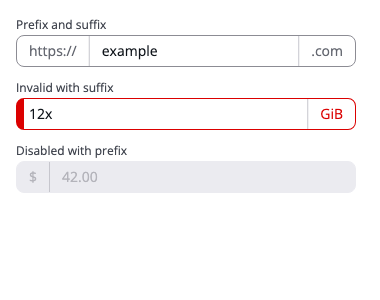 Prefix and suffix
https:// example .com
Invalid with suffix
12x GiB
Disabled with prefix
$ 42.00